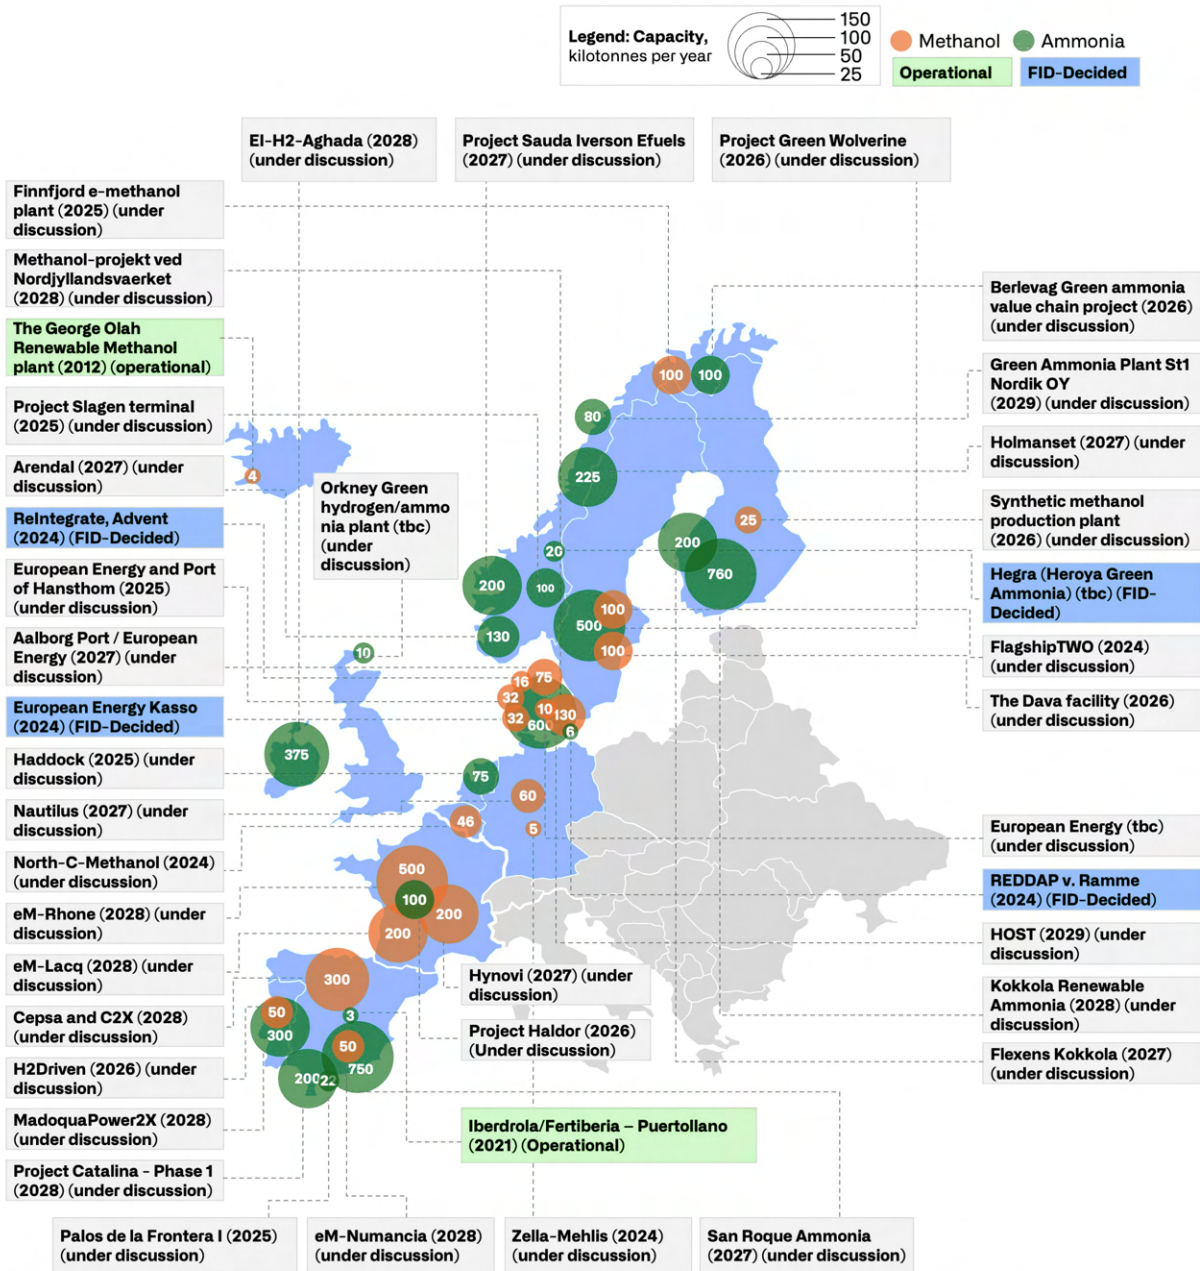 Legend: Capacity,
kilotonnes per year
150
100
50
25
Methanol
Ammonia
Operational
FID-Decided
EI-H2-Aghada (2028)
(under discussion)
Project Sauda Iverson Efuels
(2027) (under discussion)
Project Green Wolverine
(2026) (under discussion)
Finnfjord e-methanol
plant (2025) (under
discussion)
Methanol-projekt ved
Nordjyllandsvaerket
(2028) (under discussion)
The George Olah
Renewable Methanol
plant (2012) (operational)
Project Slagen terminal
(2025) (under discussion)
Arendal (2027) (under
discussion)
ReIntegrate, Advent
(2024) (FID-Decided)
European Energy and Port
of Hansthom (2025)
(under discussion)
Aalborg Port / European
Energy (2027) (under
discussion)
European Energy Kasso
(2024) (FID-Decided)
Haddock (2025) (under
discussion)
Nautilus (2027) (under
discussion)
North-C-Methanol (2024)
(under discussion)
eM-Rhone (2028) (under
discussion)
eM-Lacq (2028) (under
discussion)
Cepsa and C2X (2028)
(under discussion)
H2Driven (2026) (under
discussion)
MadoquaPower2X (2028)
(under discussion)
Project Catalina - Phase 1
(2028) (under discussion)
Orkney Green
hydrogen/ammo
nia plant (tbc)
(under
discussion)
100
100
80
4
225
25
20
200
760
200
100
100
500
130
100
10
75
16
32
10
130
32
600
6
375
75
60
46
5
500
100
200
200
300
50
3
300
50
750
200
22
Berlevag Green ammonia
value chain project (2026)
(under discussion)
Green Ammonia Plant St1
Nordik OY
(2029) (under discussion)
Holmanset (2027) (under
discussion)
Synthetic methanol
production plant
(2026) (under discussion)
Hegra (Heroya Green
Ammonia) (tbc) (FID-
Decided)
FlagshipTWO (2024)
(under discussion)
The Dava facility (2026)
(under discussion)
European Energy (tbc)
(under discussion)
REDDAP v. Ramme
(2024) (FID-Decided)
HOST (2029) (under
discussion)
Kokkola Renewable
Ammonia (2028) (under
discussion)
Flexens Kokkola (2027)
(under discussion)
Hynovi (2027) (under
discussion)
Project Haldor (2026)
(Under discussion)
Iberdrola/Fertiberia – Puertollano
(2021) (Operational)
Palos de la Frontera I (2025)
(under discussion)
eM-Numancia (2028)
(under discussion)
Zella-Mehlis (2024)
(under discussion)
San Roque Ammonia
(2027) (under discussion)